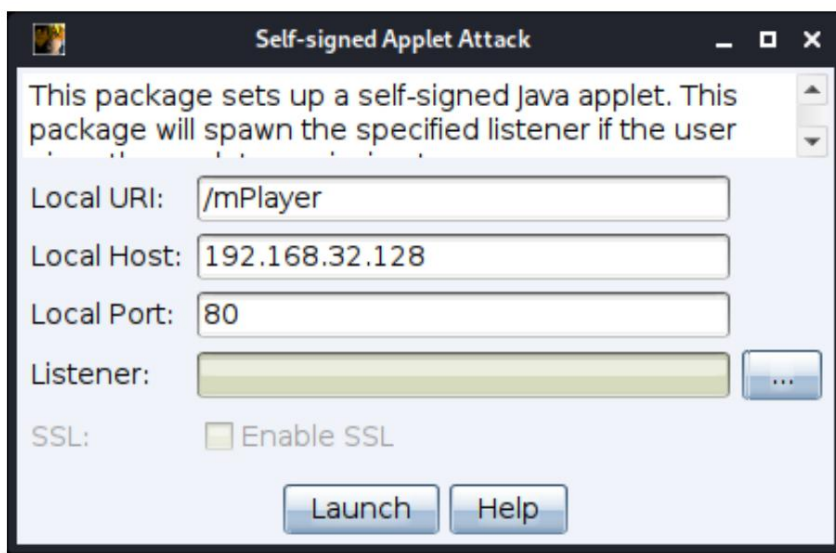 Self-signed Applet Attack
This package sets up a self-signed Java applet. This
package will spawn the specified listener if the user
Local URI: /mPlayer
Local Host: 192.168.32.128
Local Port: 80
Listener: ...
SSL: Enable SSL
Launch Help